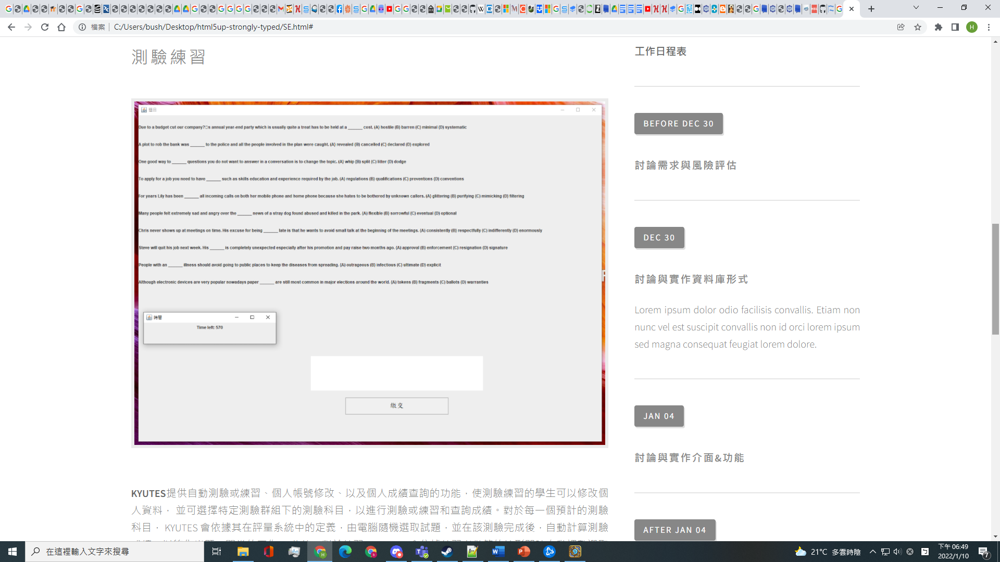 檔案
C:/Users/bush/Desktop/html5up-strongly-typed/SE.html#
H
測驗練習
題目
Due to a budget cut our company?□s annual year-end party which is usually quite a treat has to be held at a ______ cost. (A) hostile (B) barren (C) minimal (D) systematic
A plot to rob the bank was ______ to the police and all the people involved in the plan were caught. (A) revealed (B) cancelled (C) declared (D) explored
One good way to ______ questions you do not want to answer in a conversation is to change the topic. (A) whip (B) split (C) litter (D) dodge
To apply for a job you need to have ______ such as skills education and experience required by the job. (A) regulations (B) qualifications (C) preventions (D) conventions
For years Lily has been ______ all incoming calls on both her mobile phone and home phone because she hates to be bothered by unknown callers. (A) glittering (B) purifying (C) mimicking (D) filtering
Many people felt extremely sad and angry over the ______ news of a stray dog found abused and killed in the park. (A) flexible (B) sorrowful (C) eventual (D) optional
Chris never shows up at meetings on time. His excuse for being ______ late is that he wants to avoid small talk at the beginning of the meetings. (A) consistently (B) respectfully (C) indifferently (D) enormously
Steve will quit his job next week. His ______ is completely unexpected especially after his promotion and pay raise two months ago. (A) approval (B) enforcement (C) resignation (D) signature
People with an ______ illness should avoid going to public places to keep the diseases from spreading. (A) outrageous (B) infectious (C) ultimate (D) explicit
Although electronic devices are very popular nowadays paper ______ are still most common in major elections around the world. (A) tokens (B) fragments (C) ballots (D) warranties
時間
Time left: 570
繳交
KYUTES提供自動測驗或練習、個人帳號修改、以及個人成績查詢的功能，使測驗練習的學生可以修改個
人資料， 並可選擇特定測驗群組下的測驗科目，以進行測驗或練習和查詢成績。對於每一個預計的測驗
科目， KYUTES 會依據其在評量系統中的定義，由電腦隨機選取試題，並在該測驗完成後，自動計算測驗
工作日程表
BEFORE DEC 30
討論需求與風險評估
DEC 30
討論與實作資料庫形式
Lorem ipsum dolor odio facilisis convallis. Etiam non
nunc vel est suscipit convallis non id orci lorem ipsum
sed magna consequat feugiat lorem dolore.
JAN 04
討論與實作介面&功能
AFTER JAN 04
在這裡輸入文字來搜尋
21°C 多雲時陰
下午 06:49
2022/1/10
7